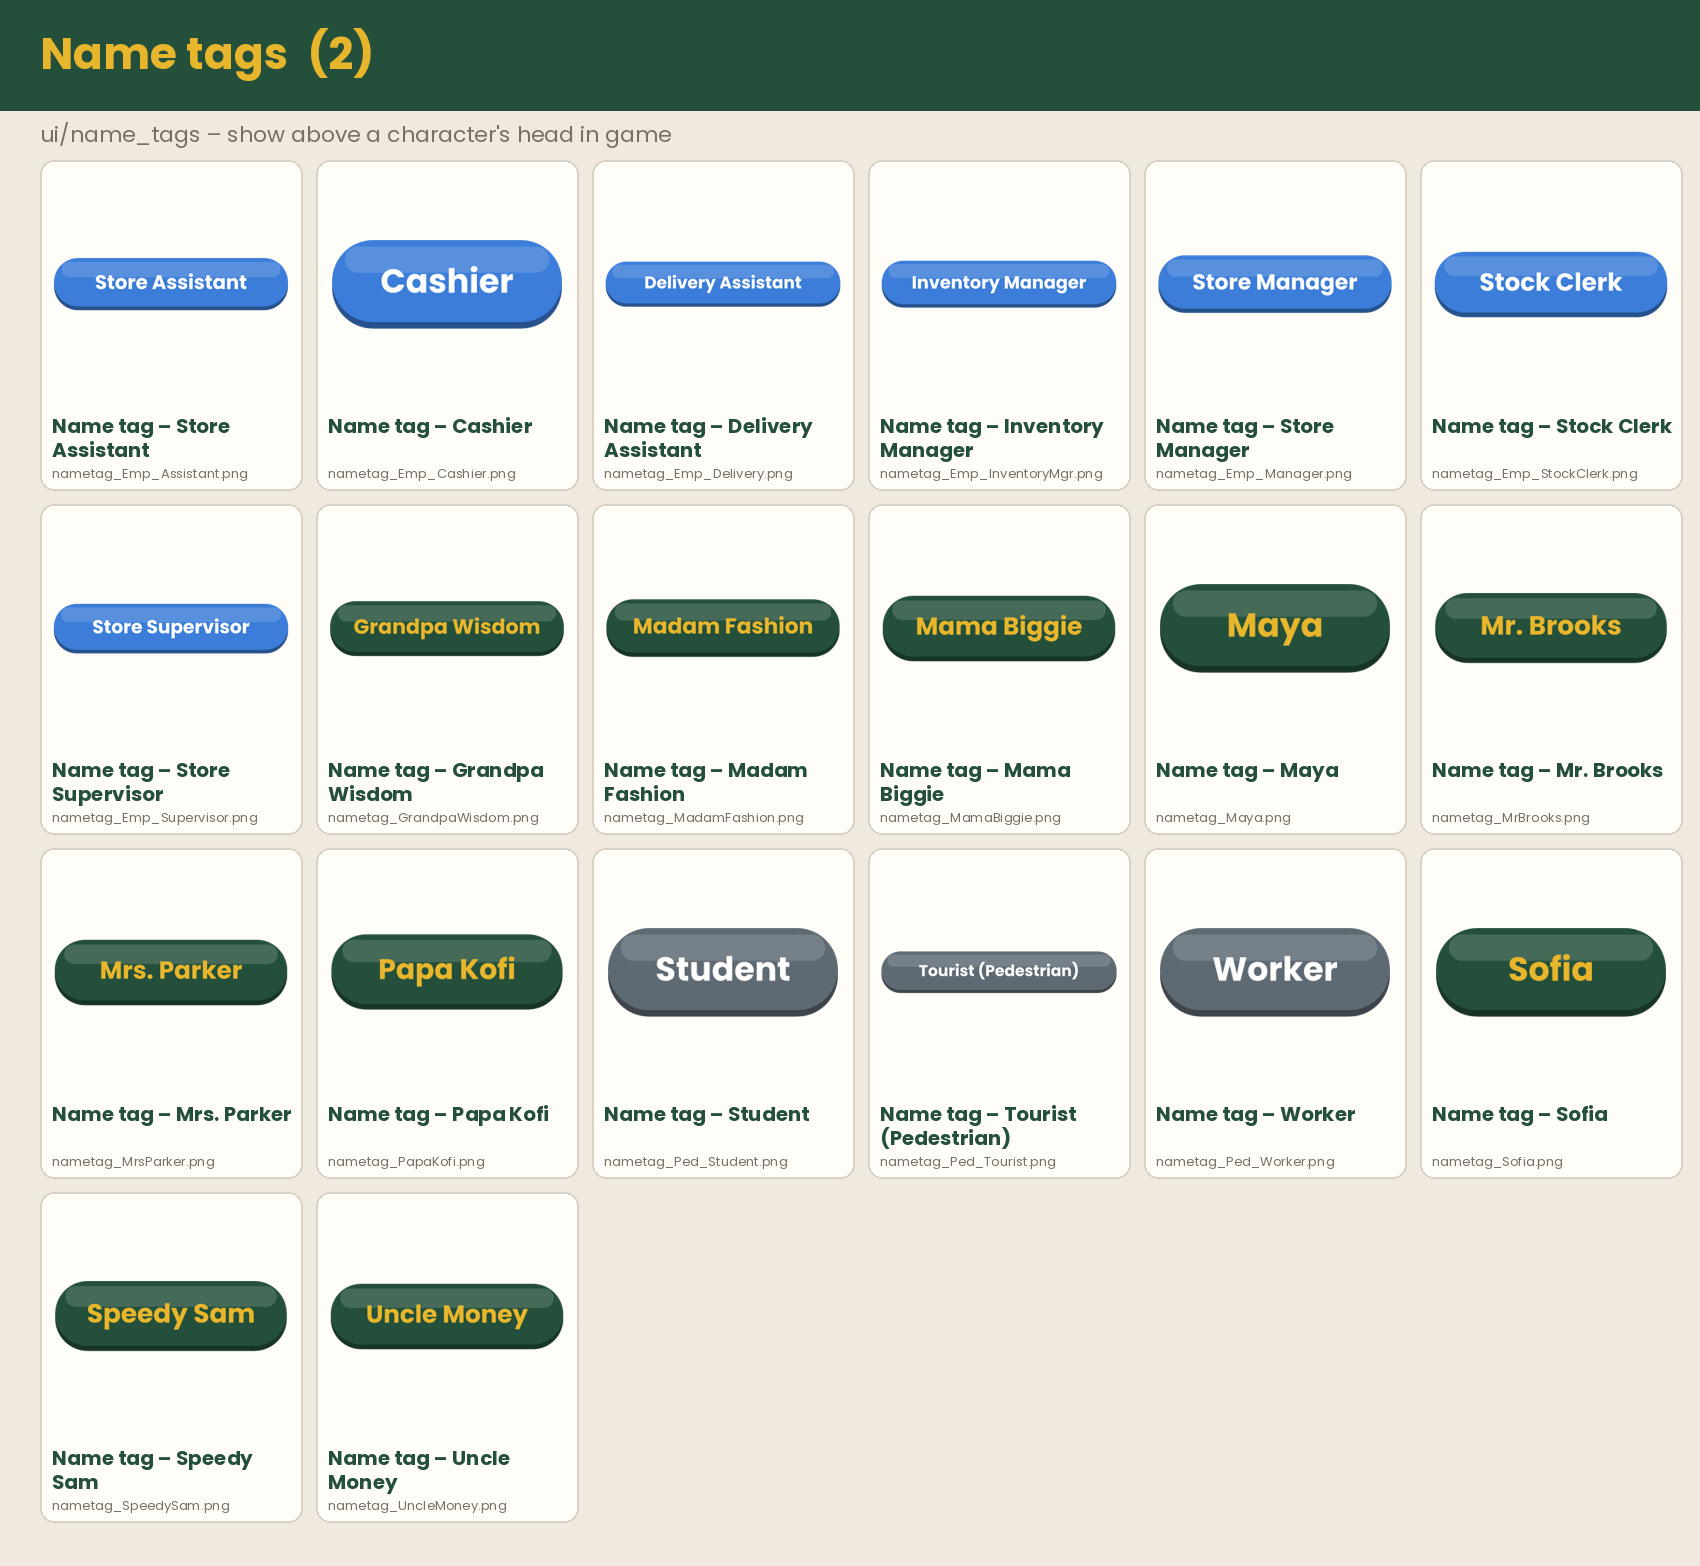 Name tags (2)
ui/name_tags – show above a character's head in game
Store Assistant
Name tag – Store
Assistant
nametag_Emp_Assistant.png
Cashier
Name tag – Cashier
nametag_Emp_Cashier.png
Delivery Assistant
Name tag – Delivery
Assistant
nametag_Emp_Delivery.png
Inventory Manager
Name tag – Inventory
Manager
nametag_Emp_InventoryMgr.png
Store Manager
Name tag – Store
Manager
nametag_Emp_Manager.png
Stock Clerk
Name tag – Stock Clerk
nametag_Emp_StockClerk.png
Store Supervisor
Name tag – Store
Supervisor
nametag_Emp_Supervisor.png
Grandpa Wisdom
Name tag – Grandpa
Wisdom
nametag_GrandpaWisdom.png
Madam Fashion
Name tag – Madam
Fashion
nametag_MadamFashion.png
Mama Biggie
Name tag – Mama
Biggie
nametag_MamaBiggie.png
Maya
Name tag – Maya
nametag_Maya.png
Mr. Brooks
Name tag – Mr. Brooks
nametag_MrBrooks.png
Mrs. Parker
Name tag – Mrs. Parker
nametag_MrsParker.png
Papa Kofi
Name tag – Papa Kofi
nametag_PapaKofi.png
Student
Name tag – Student
nametag_Ped_Student.png
Tourist (Pedestrian)
Name tag – Tourist
(Pedestrian)
nametag_Ped_Tourist.png
Worker
Name tag – Worker
nametag_Ped_Worker.png
Sofia
Name tag – Sofia
nametag_Sofia.png
Speedy Sam
Name tag – Speedy
Sam
nametag_SpeedySam.png
Uncle Money
Name tag – Uncle
Money
nametag_UncleMoney.png